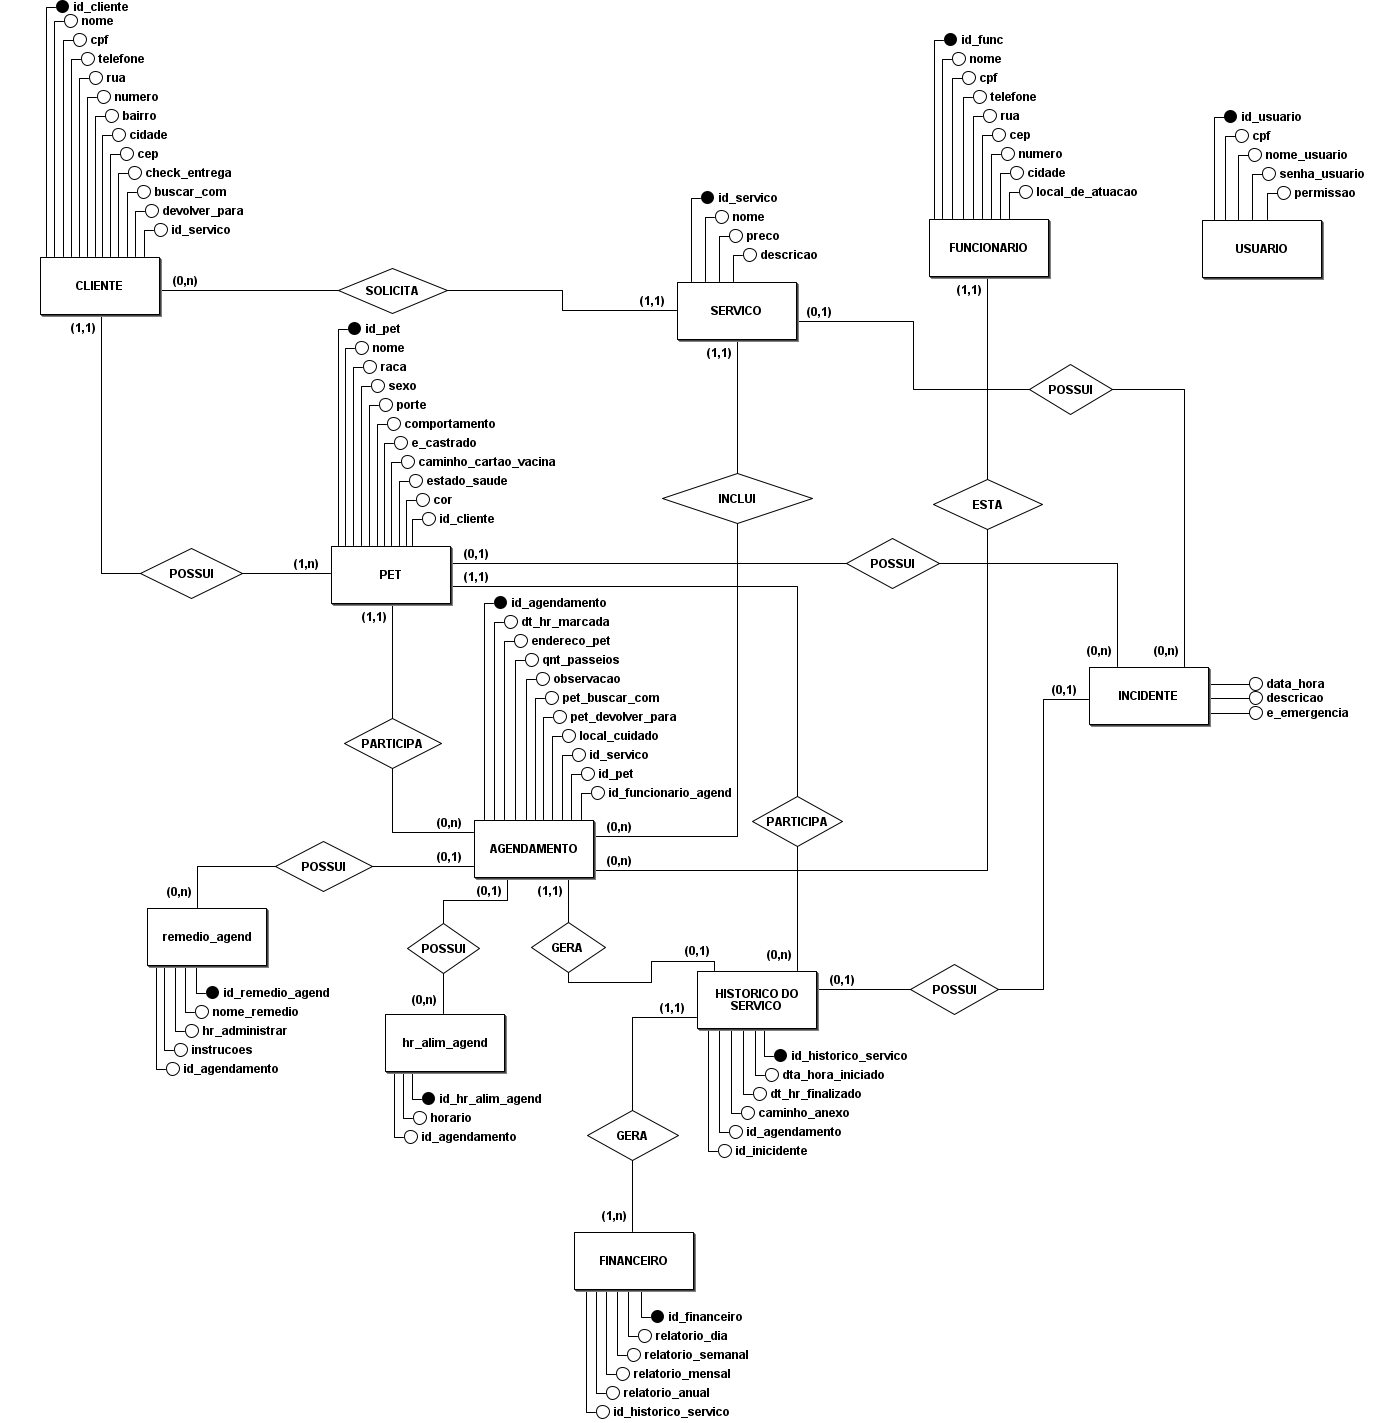 id_cliente
nome
cpf
telefone
rua
numero
bairro
cidade
cep
check_entrega
buscar_com
devolver_para
id_servico
CLIENTE
(0,n)
(1,1)
SOLICITA
id_servico
nome
preco
descricao
(1,1)
SERVICO
(0,1)
(1,1)
id_func
nome
cpf
telefone
rua
cep
numero
cidade
local_de_atuacao
FUNCIONARIO
(1,1)
id_usuario
cpf
nome_usuario
senha_usuario
permissao
USUARIO
POSSUI
id_pet
nome
raca
sexo
porte
comportamento
e_castrado
caminho_cartao_vacina
estado_saude
cor
id_cliente
INCLUI
ESTA
POSSUI
(1,n)
PET
(0,1)
(1,1)
(1,1)
POSSUI
id_agendamento
dt_hr_marcada
endereco_pet
qnt_passeios
observacao
pet_buscar_com
pet_devolver_para
local_cuidado
id_servico
id_pet
id_funcionario_agend
(0,n)
(0,n)
(0,1)
INCIDENTE
data_hora
descricao
e_emergencia
PARTICIPA
PARTICIPA
(0,n)
AGENDAMENTO
(0,n)
(0,1)
(0,n)
POSSUI
(0,n)
(0,1)
(1,1)
remedio_agend
POSSUI
GERA
(0,1)
(0,n)
HISTORICO DO
SERVICO
(0,1)
POSSUI
(1,1)
id_remedio_agend
nome_remedio
hr_administrar
instrucoes
id_agendamento
(0,n)
hr_alim_agend
id_hr_alim_agend
horario
id_agendamento
id_historico_servico
dta_hora_iniciado
dt_hr_finalizado
caminho_anexo
id_agendamento
id_inicidente
GERA
(1,n)
FINANCEIRO
id_financeiro
relatorio_dia
relatorio_semanal
relatorio_mensal
relatorio_anual
id_historico_servico